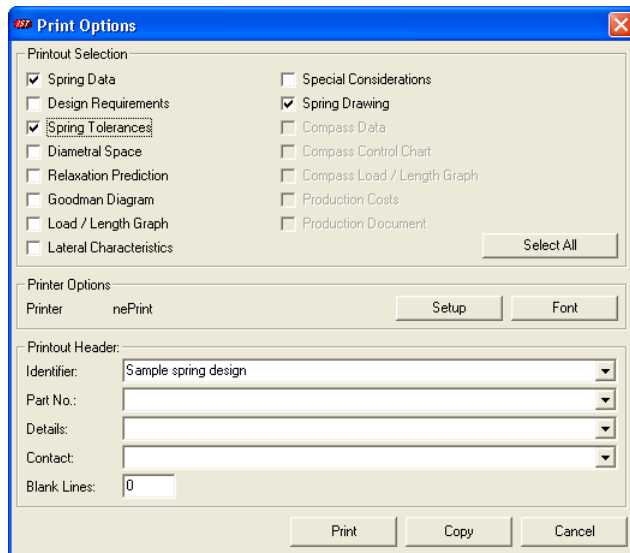 IST Print Options
Printout Selection
Spring Data
Special Considerations
Design Requirements
Spring Drawing
Spring Tolerances
Compass Data
Diametral Space
Compass Control Chart
Relaxation Prediction
Compass Load / Length Graph
Goodman Diagram
Production Costs
Load / Length Graph
Production Document
Lateral Characteristics
Select All
Printer Options
Printer nePrint Setup Font
Printout Header:
Identifier: Sample spring design
Part No.:
Details:
Contact:
Blank Lines: 0
Print Copy Cancel